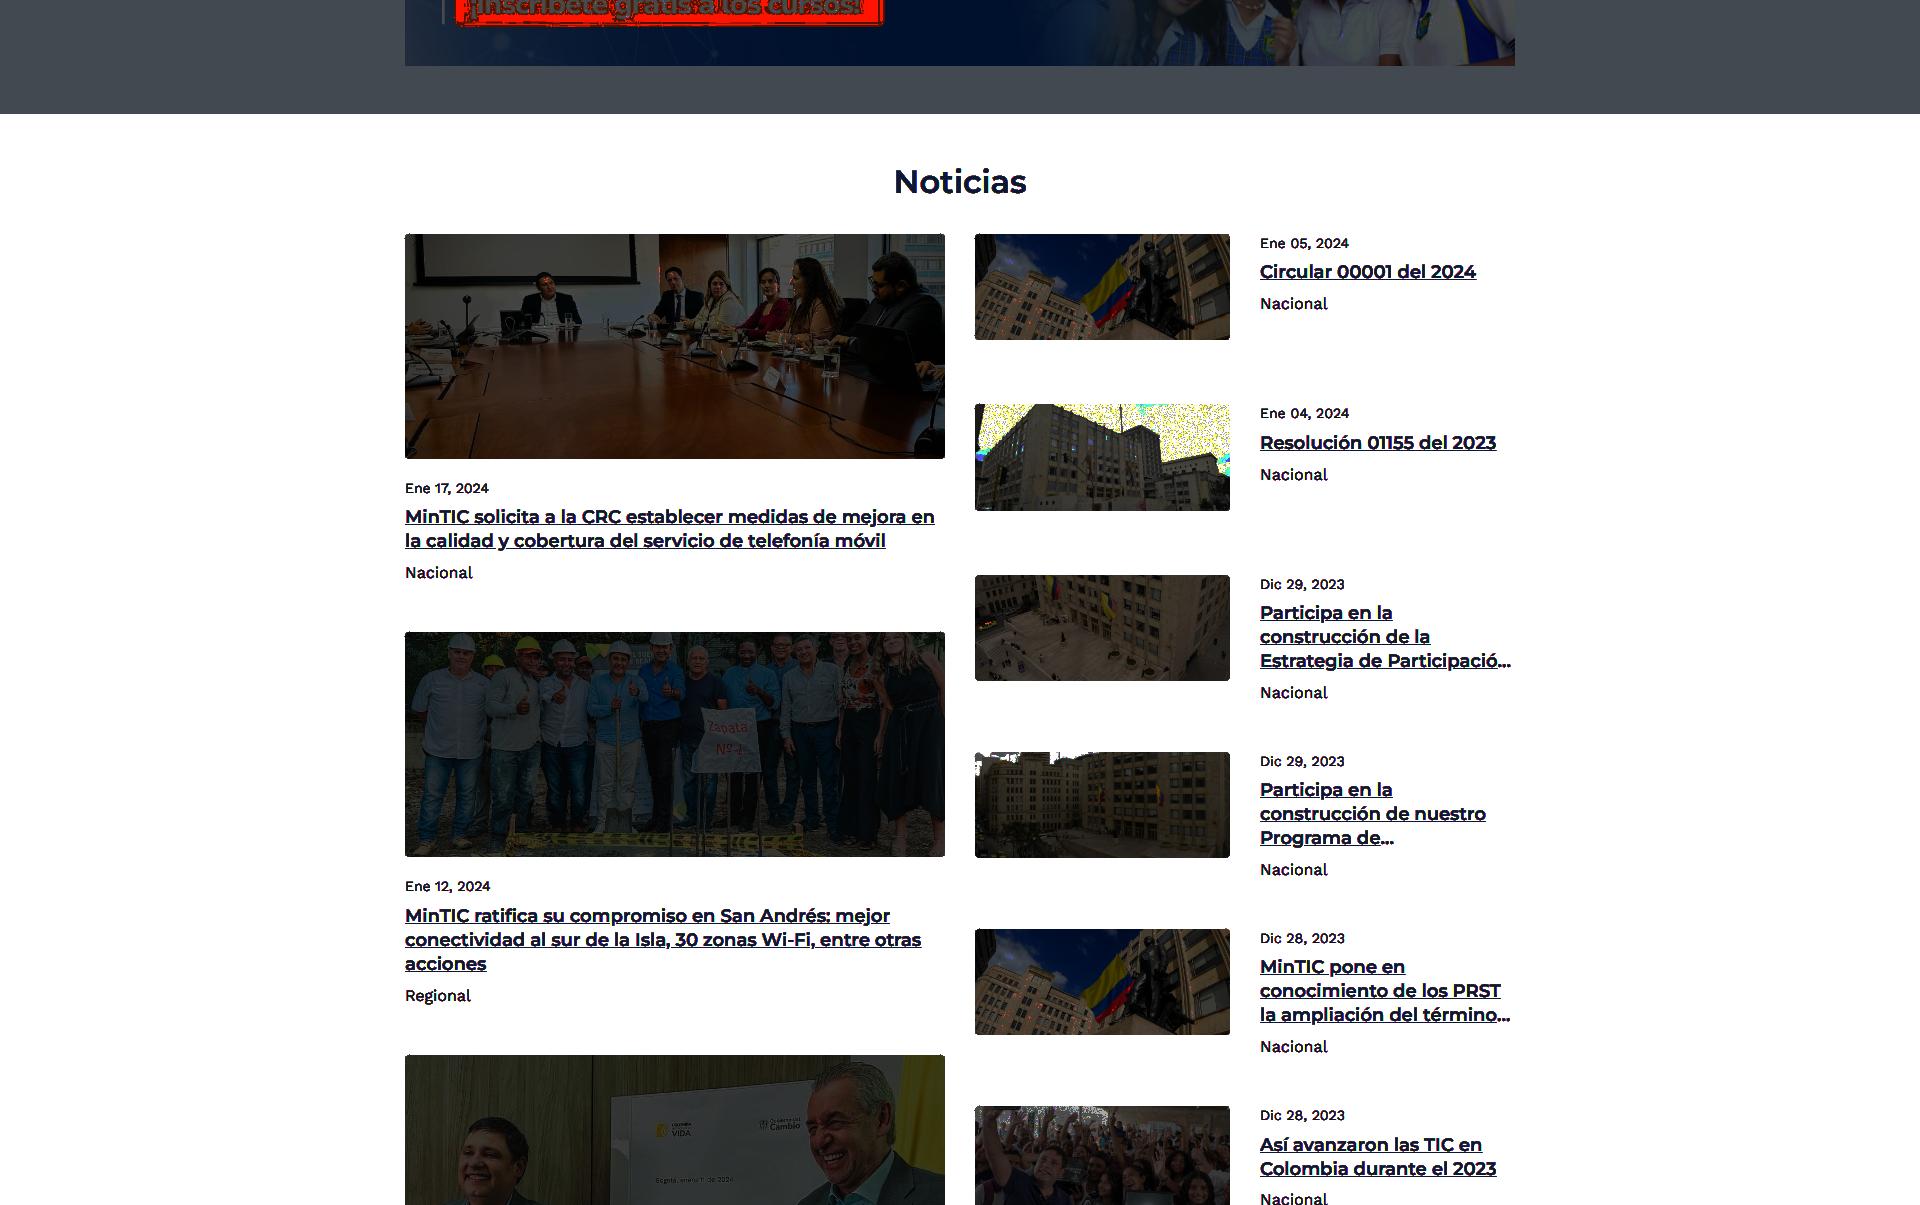 ¡Inscríbete gratis a los cursos!
Noticias
Ene 17, 2024
MinTIC solicita a la CRC establecer medidas de mejora en
la calidad y cobertura del servicio de telefonía móvil
Nacional
Zapata
Nº 1
Ene 12, 2024
MinTIC ratifica su compromiso en San Andrés: mejor
conectividad al sur de la Isla, 30 zonas Wi-Fi, entre otras
acciones
Regional
COLOMBIA
VIDA
Cambio
Bogotá, enero 11 de 2024
Ene 05, 2024
Circular 00001 del 2024
Nacional
Ene 04, 2024
Resolución 01155 del 2023
Nacional
Dic 29, 2023
Participa en la
construcción de la
Estrategia de Participació...
Nacional
Dic 29, 2023
Participa en la
construcción de nuestro
Programa de...
Nacional
Dic 28, 2023
MinTIC pone en
conocimiento de los PRST
la ampliación del término...
Nacional
Dic 28, 2023
Así avanzaron las TIC en
Colombia durante el 2023
Nacional